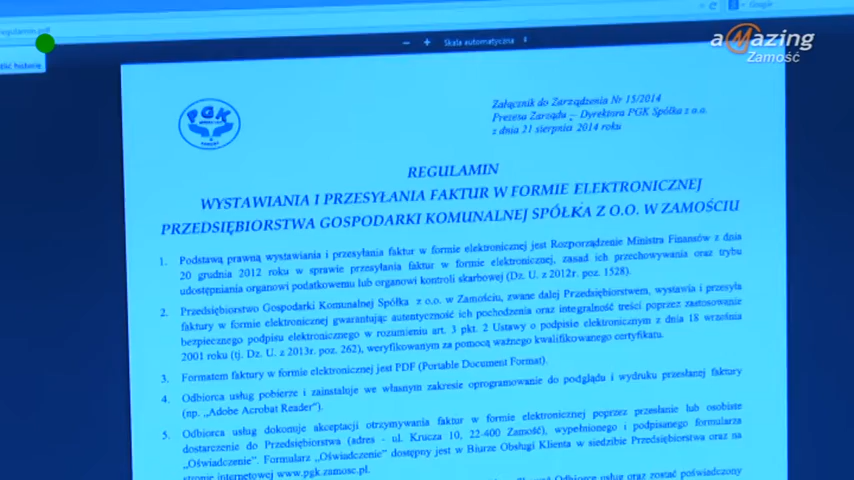 regulamin.pdf
Google
Skala automatyczna
aMazing
Zamość
PGK
Załącznik do Zarządzenia Nr 15/2014
Prezesa Zarządu – Dyrektora PGK Spółka z o.o.
z dnia 21 sierpnia 2014 roku
REGULAMIN
WYSTAWIANIA I PRZESYŁANIA FAKTUR W FORMIE ELEKTRONICZNEJ
PRZEDSIĘBIORSTWA GOSPODARKI KOMUNALNEJ SPÓŁKA Z O.O. W ZAMOŚCIU
1. Podstawą prawną wystawiania i przesyłania faktur w formie elektronicznej jest Rozporządzenie Ministra Finansów z dnia
20 grudnia 2012 roku w sprawie przesyłania faktur w formie elektronicznej, zasad ich przechowywania oraz trybu
udostępniania organowi podatkowemu lub organowi kontroli skarbowej (Dz. U. z 2012r. poz. 1528).
2. Przedsiębiorstwo Gospodarki Komunalnej Spółka z o.o. w Zamościu, zwane dalej Przedsiębiorstwem, wystawia i przesyła
faktury w formie elektronicznej gwarantując autentyczność ich pochodzenia oraz integralność treści poprzez zastosowanie
bezpiecznego podpisu elektronicznego w rozumieniu art. 3 pkt. 2 Ustawy o podpisie elektronicznym z dnia 18 września
2001 roku (tj. Dz. U. z 2013r. poz. 262), weryfikowanym za pomocą ważnego kwalifikowanego certyfikatu.
3. Formatem faktury w formie elektronicznej jest PDF (Portable Document Format).
4. Odbiorca usług pobierze i zainstaluje we własnym zakresie oprogramowanie do podglądu i wydruku przesłanej faktury
(np. „Adobe Acrobat Reader").
5. Odbiorca usług dokonuje akceptacji otrzymywania faktur w formie elektronicznej poprzez przesłanie lub osobiste
dostarczenie do Przedsiębiorstwa (adres - ul. Krucza 10, 22-400 Zamość), wypełnionego i podpisanego formularza
„Oświadczenie". Formularz „Oświadczenie" dostępny jest w Biurze Obsługi Klienta w siedzibie Przedsiębiorstwa oraz na
stronie internetowej www.pgk.zamosc.pl.
Odbiorcę usług oraz zostać poświadczony